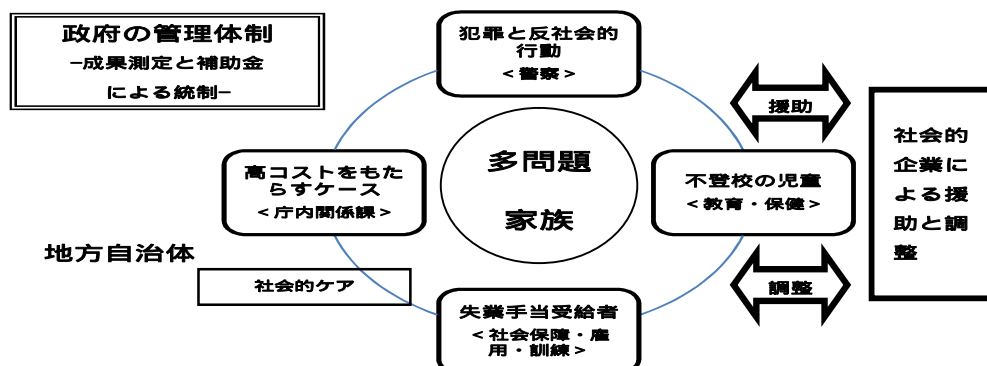 政府の管理体制
−成果測定と補助金
による統制−
犯罪と反社会的
行動
<警察>
援助
社会的
企業に
よる援
助と調
整
多問題
家族
高コストをもた
らすケース
<庁内関係課>
不登校の児童
<教育・保健>
地方自治体
社会的ケア
調整
失業手当受給者
<社会保障・雇
用・訓練>